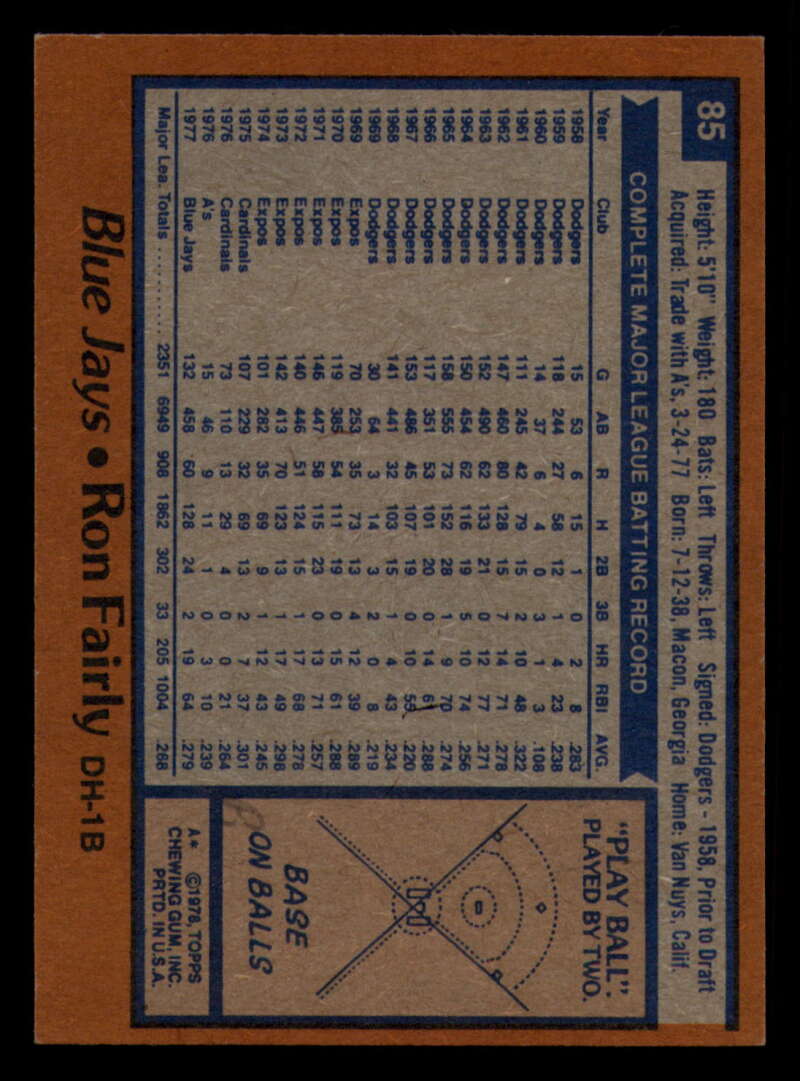 85
Height: 5'10" Weight: 180 Bats: Left Throws: Left Signed: Dodgers - 1958, Prior to Draft
Acquired: Trade with A's, 3-24-77 Born: 7-12-38, Macon, Georgia Home: Van Nuys, Calif.
COMPLETE MAJOR LEAGUE BATTING RECORD
Year Club G AB R H 2B 3B HR RBI AVG.
1958 Dodgers 15 53 6 15 1 0 2 8 .283
1959 Dodgers 118 244 27 58 12 1 4 23 .238
1960 Dodgers 14 37 6 4 0 3 1 3 .108
1961 Dodgers 111 245 42 79 15 2 10 48 .322
1962 Dodgers 147 460 80 128 15 7 14 71 .278
1963 Dodgers 152 490 62 133 21 0 12 77 .271
1964 Dodgers 150 454 62 116 19 5 10 74 .256
1965 Dodgers 158 555 73 152 28 1 9 70 .274
1966 Dodgers 117 351 53 101 20 0 14 61 .288
1967 Dodgers 153 486 45 107 19 0 10 55 .220
1968 Dodgers 141 441 32 103 15 1 4 43 .234
1969 Dodgers 30 64 3 14 3 2 0 8 .219
1969 Expos 70 253 35 73 13 4 12 39 .289
1970 Expos 119 385 54 111 19 0 15 61 .288
1971 Expos 146 447 58 115 23 0 13 71 .257
1972 Expos 140 446 51 124 15 1 17 68 .278
1973 Expos 142 413 70 123 13 1 17 49 .298
1974 Expos 101 282 35 69 9 1 12 43 .245
1975 Cardinals 107 229 32 69 13 2 7 37 .301
1976 Cardinals 73 110 13 29 4 0 0 21 .264
1976 A's 15 46 9 11 1 0 3 10 .239
1977 Blue Jays 132 458 60 128 24 2 19 64 .279
Major Lea. Totals .......... 2351 6949 908 1862 302 33 205 1004 .268
"PLAY BALL":
PLAYED BY TWO.
BASE
ON BALLS
A* ©1978, TOPPS
CHEWING GUM, INC.
PRTD. IN U.S.A.
Blue Jays • Ron Fairly DH-1B